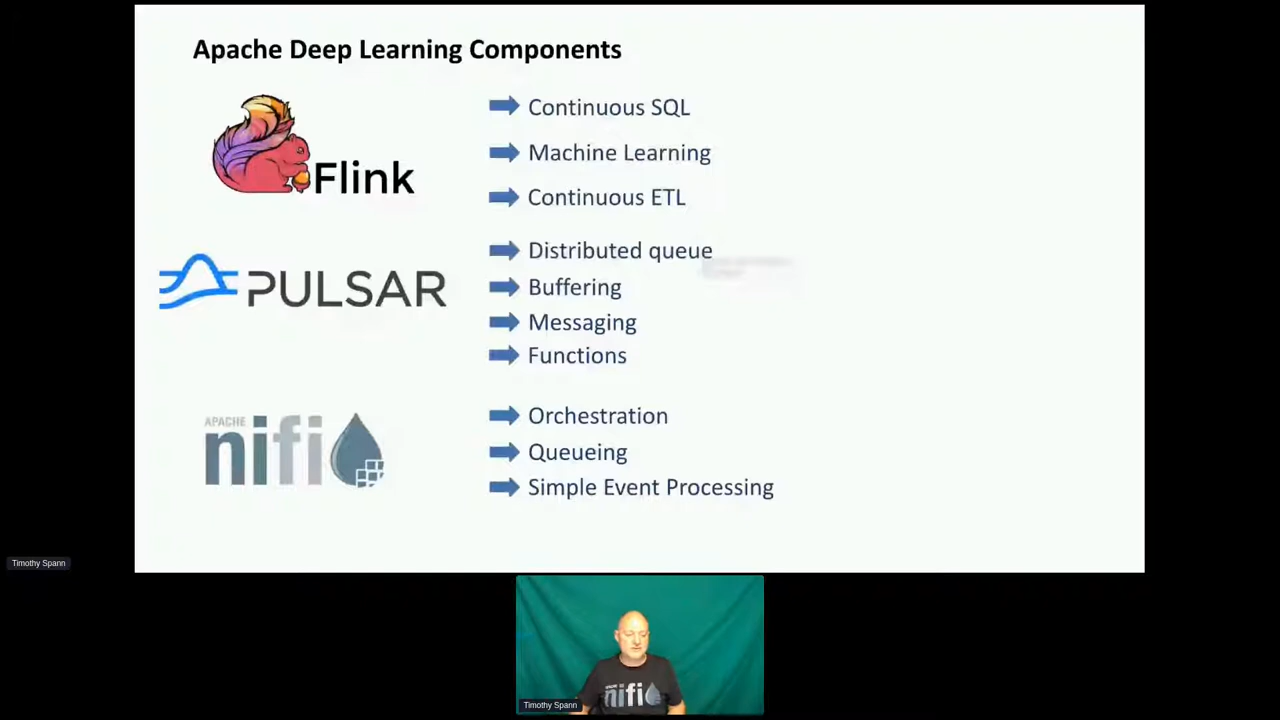 Apache Deep Learning Components
Flink
Continuous SQL
Machine Learning
Continuous ETL
PULSAR
Distributed queue
Buffering
Messaging
Functions
APACHE
nifi
Orchestration
Queueing
Simple Event Processing
Timothy Spann
nifi
Timothy Spann